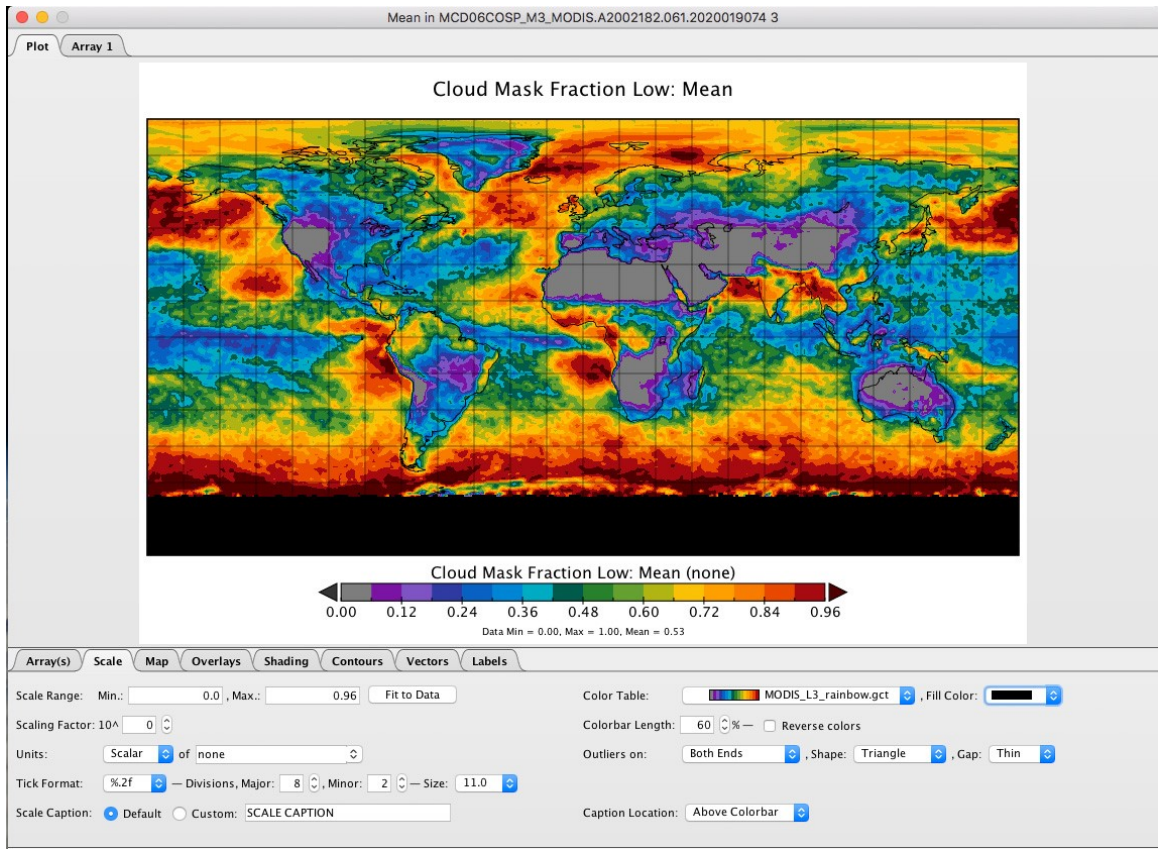 Mean in MCD06COSP_M3_MODIS.A2002182.061.2020019074 3
Plot Array 1
Cloud Mask Fraction Low: Mean
Cloud Mask Fraction Low: Mean (none)
0.00 0.12 0.24 0.36 0.48 0.60 0.72 0.84 0.96
Data Min = 0.00, Max = 1.00, Mean = 0.53
Array(s) Scale Map Overlays Shading Contours Vectors Labels
Scale Range: Min.: 0.0 , Max.: 0.96 Fit to Data Color Table: MODIS_L3_rainbow.gct , Fill Color:
Scaling Factor: 10^ 0 Colorbar Length: 60 % — Reverse colors
Units: Scalar of none Outliers on: Both Ends , Shape: Triangle , Gap: Thin
Tick Format: %.2f — Divisions, Major: 8 , Minor: 2 — Size: 11.0
Scale Caption: Default Custom: SCALE CAPTION Caption Location: Above Colorbar